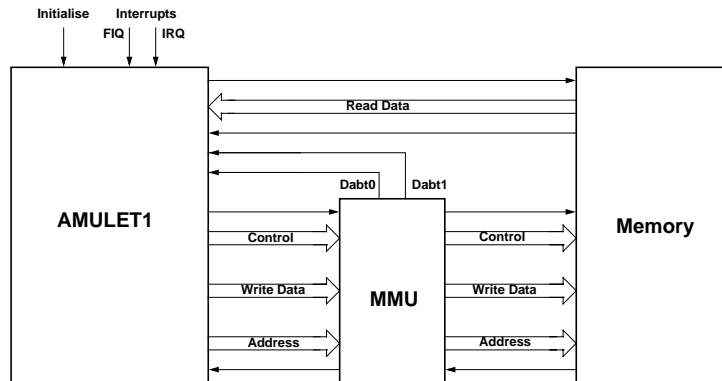 Initialise Interrupts
FIQ IRQ
Read Data
Dabt0 Dabt1
AMULET1 Memory
Control Control
Write Data Write Data
MMU
Address Address